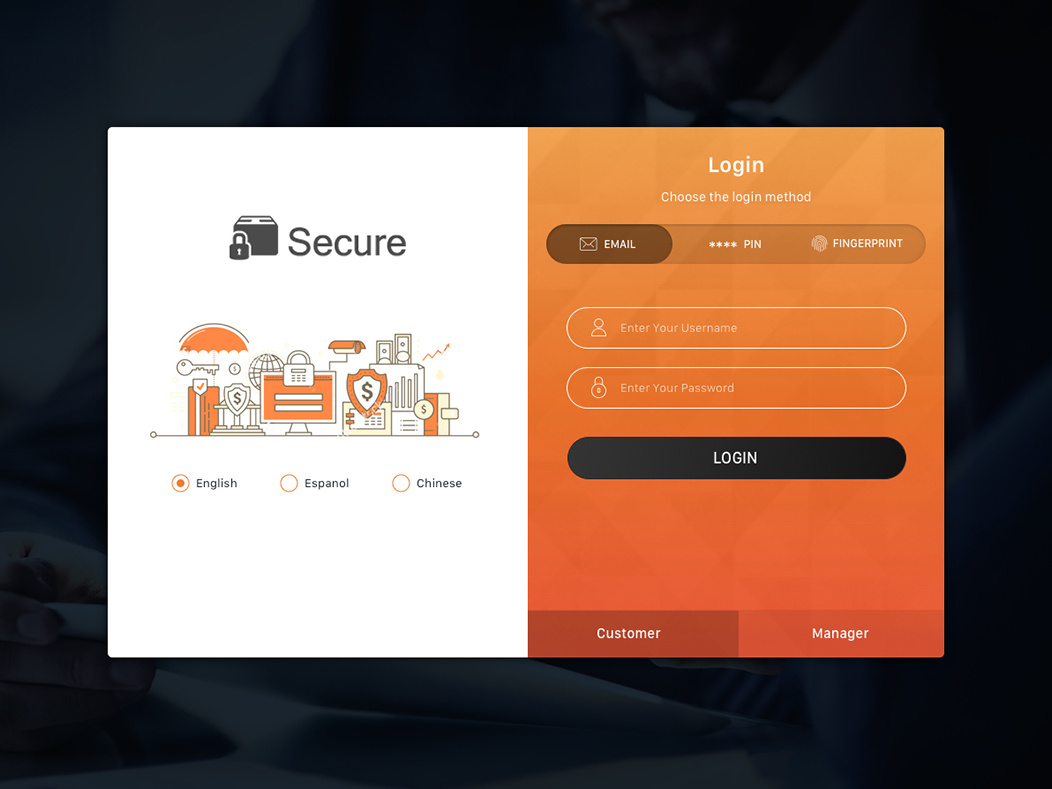 Secure
English
Espanol
Chinese
Login
Choose the login method
EMAIL
**** PIN
FINGERPRINT
Enter Your Username
Enter Your Password
LOGIN
Customer
Manager